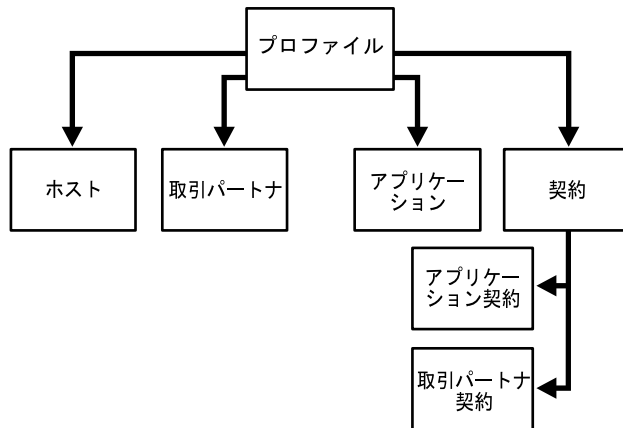 プロファイル
ホスト
取引パートナ
アプリケー
ション
契約
アプリケー
ション契約
取引パートナ
契約